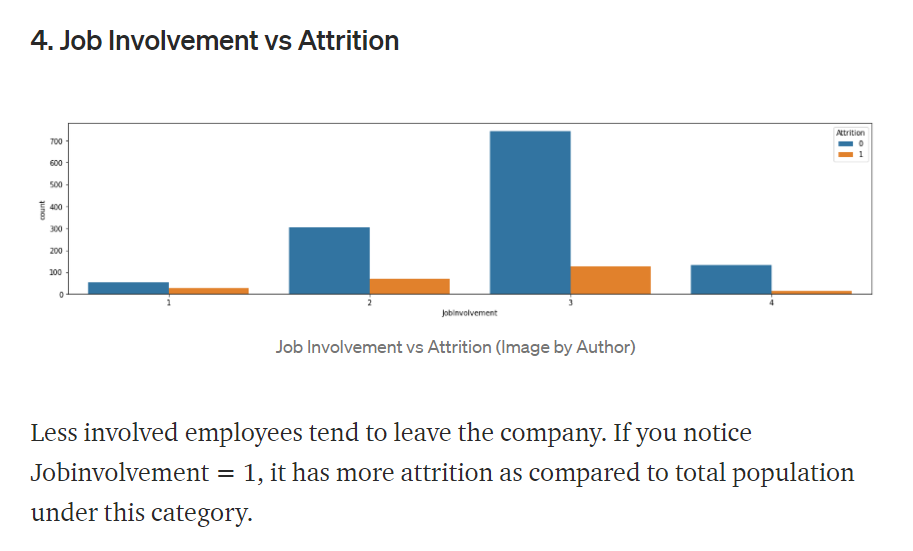 4. Job Involvement vs Attrition
Attrition
0
1
700
600
500
400
300
200
100
0
count
1 2 3 4
JobInvolvement
Job Involvement vs Attrition (Image by Author)
Less involved employees tend to leave the company. If you notice
Jobinvolvement = 1, it has more attrition as compared to total population
under this category.